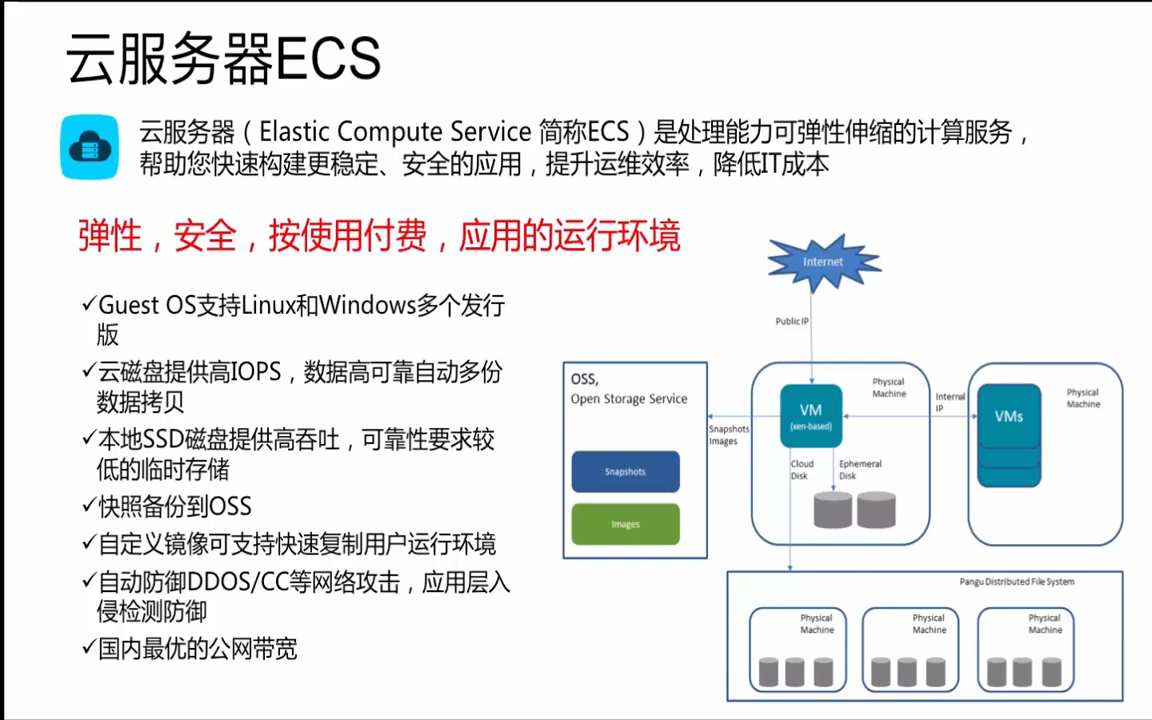 云服务器ECS
云服务器（Elastic Compute Service 简称ECS）是处理能力可弹性伸缩的计算服务，
帮助您快速构建更稳定、安全的应用，提升运维效率，降低IT成本
弹性，安全，按使用付费，应用的运行环境
✓Guest OS支持Linux和Windows多个发行
版
✓云磁盘提供高IOPS，数据高可靠自动多份
数据拷贝
✓本地SSD磁盘提供高吞吐，可靠性要求较
低的临时存储
✓快照备份到OSS
✓自定义镜像可支持快速复制用户运行环境
✓自动防御DDOS/CC等网络攻击，应用层入
侵检测防御
✓国内最优的公网带宽
Internet
Public IP
OSS,
Open Storage Service
Snapshots
Images
Snapshots
Images
VM
(xen-based)
Physical
Machine
Cloud
Disk
Ephemeral
Disk
Internal
IP
VMs
Physical
Machine
Pangu Distributed File System
Physical
Machine
Physical
Machine
Physical
Machine